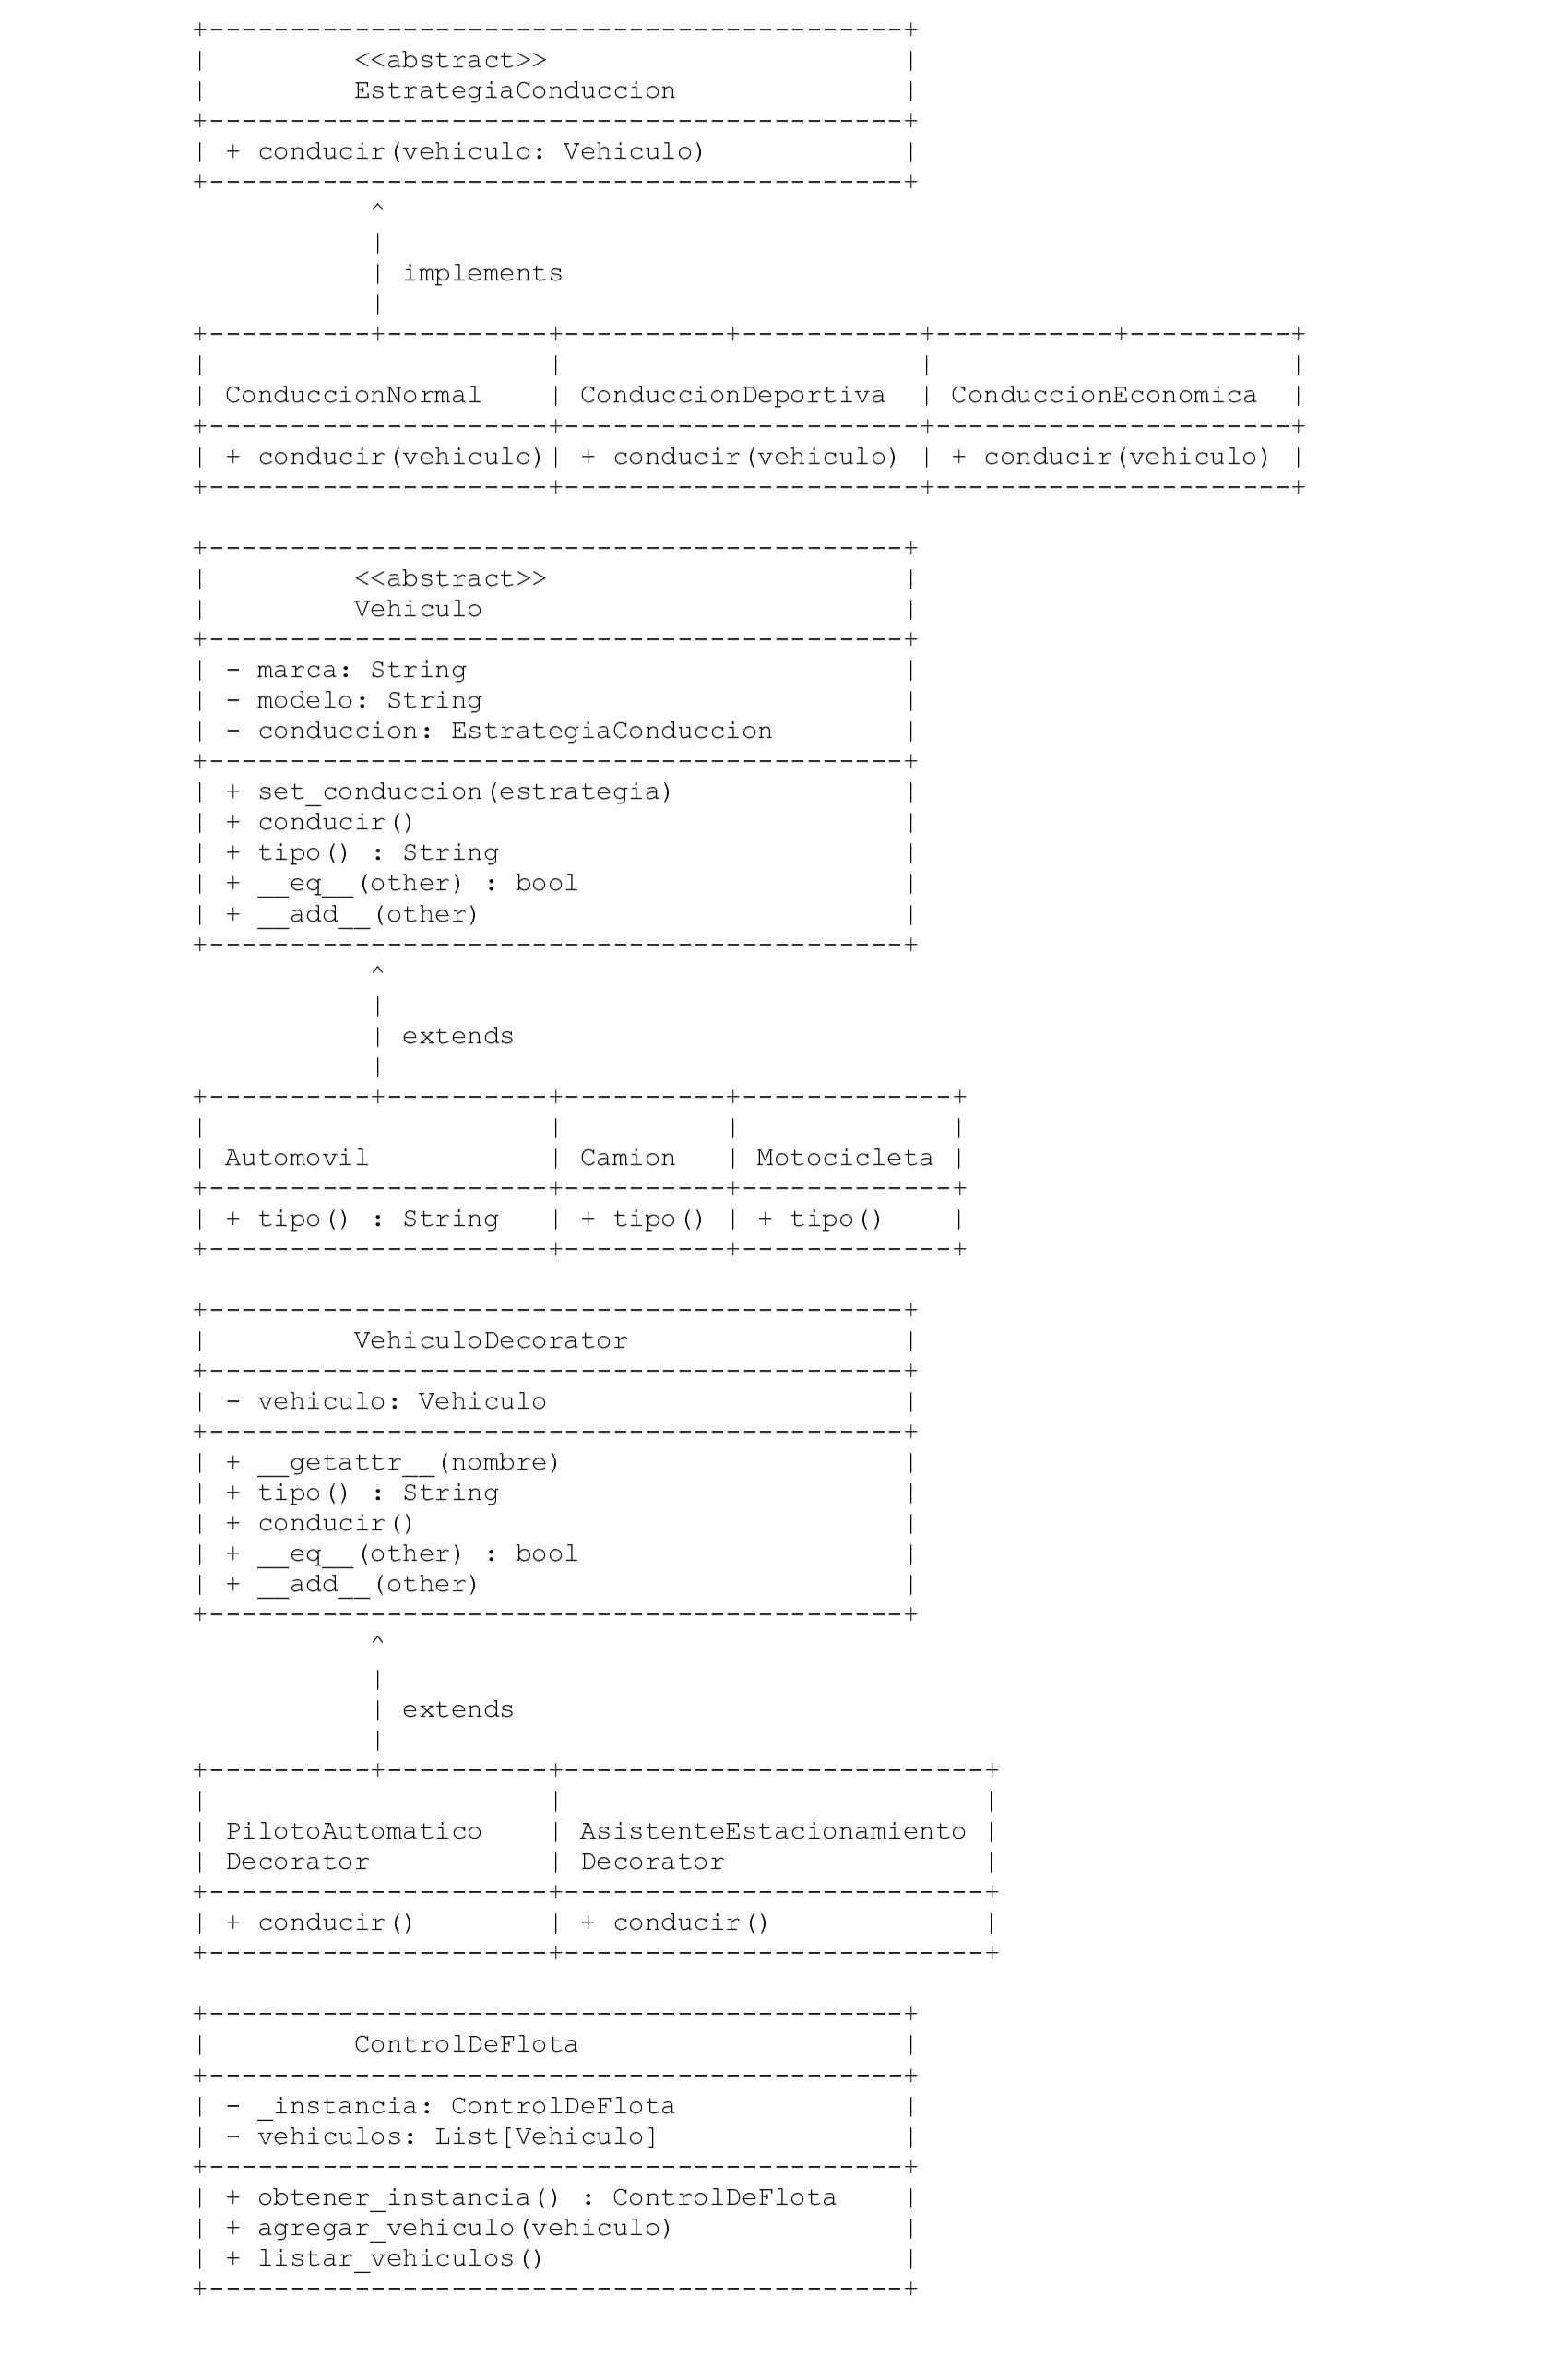 +-------------------------------------------+
|         <<abstract>>                      |
|         EstrategiaConduccion              |
+-------------------------------------------+
| + conducir(vehiculo: Vehiculo)            |
+-------------------------------------------+
           ^
           |
           | implements
           |
+----------+----------+----------+-----------+-----------+----------+
|                     |                      |                      |
| ConduccionNormal    | ConduccionDeportiva  | ConduccionEconomica  |
+---------------------+----------------------+----------------------+
| + conducir(vehiculo)| + conducir(vehiculo) | + conducir(vehiculo) |
+---------------------+----------------------+----------------------+

+-------------------------------------------+
|         <<abstract>>                      |
|         Vehiculo                          |
+-------------------------------------------+
| - marca: String                           |
| - modelo: String                          |
| - conduccion: EstrategiaConduccion        |
+-------------------------------------------+
| + set_conduccion(estrategia)              |
| + conducir()                              |
| + tipo() : String                         |
| + __eq__(other) : bool                    |
| + __add__(other)                          |
+-------------------------------------------+
           ^
           |
           | extends
           |
+----------+----------+----------+-------------+
|                     |          |             |
| Automovil           | Camion   | Motocicleta |
+---------------------+----------+-------------+
| + tipo() : String   | + tipo() | + tipo()    |
+---------------------+----------+-------------+

+-------------------------------------------+
|         VehiculoDecorator                 |
+-------------------------------------------+
| - vehiculo: Vehiculo                      |
+-------------------------------------------+
| + __getattr__(nombre)                     |
| + tipo() : String                         |
| + conducir()                              |
| + __eq__(other) : bool                    |
| + __add__(other)                          |
+-------------------------------------------+
           ^
           |
           | extends
           |
+----------+----------+--------------------------+
|                     |                          |
| PilotoAutomatico    | AsistenteEstacionamiento |
| Decorator           | Decorator                |
+---------------------+--------------------------+
| + conducir()        | + conducir()             |
+---------------------+--------------------------+

+-------------------------------------------+
|         ControlDeFlota                    |
+-------------------------------------------+
| - _instancia: ControlDeFlota              |
| - vehiculos: List[Vehiculo]               |
+-------------------------------------------+
| + obtener_instancia() : ControlDeFlota    |
| + agregar_vehiculo(vehiculo)              |
| + listar_vehiculos()                      |
+-------------------------------------------+